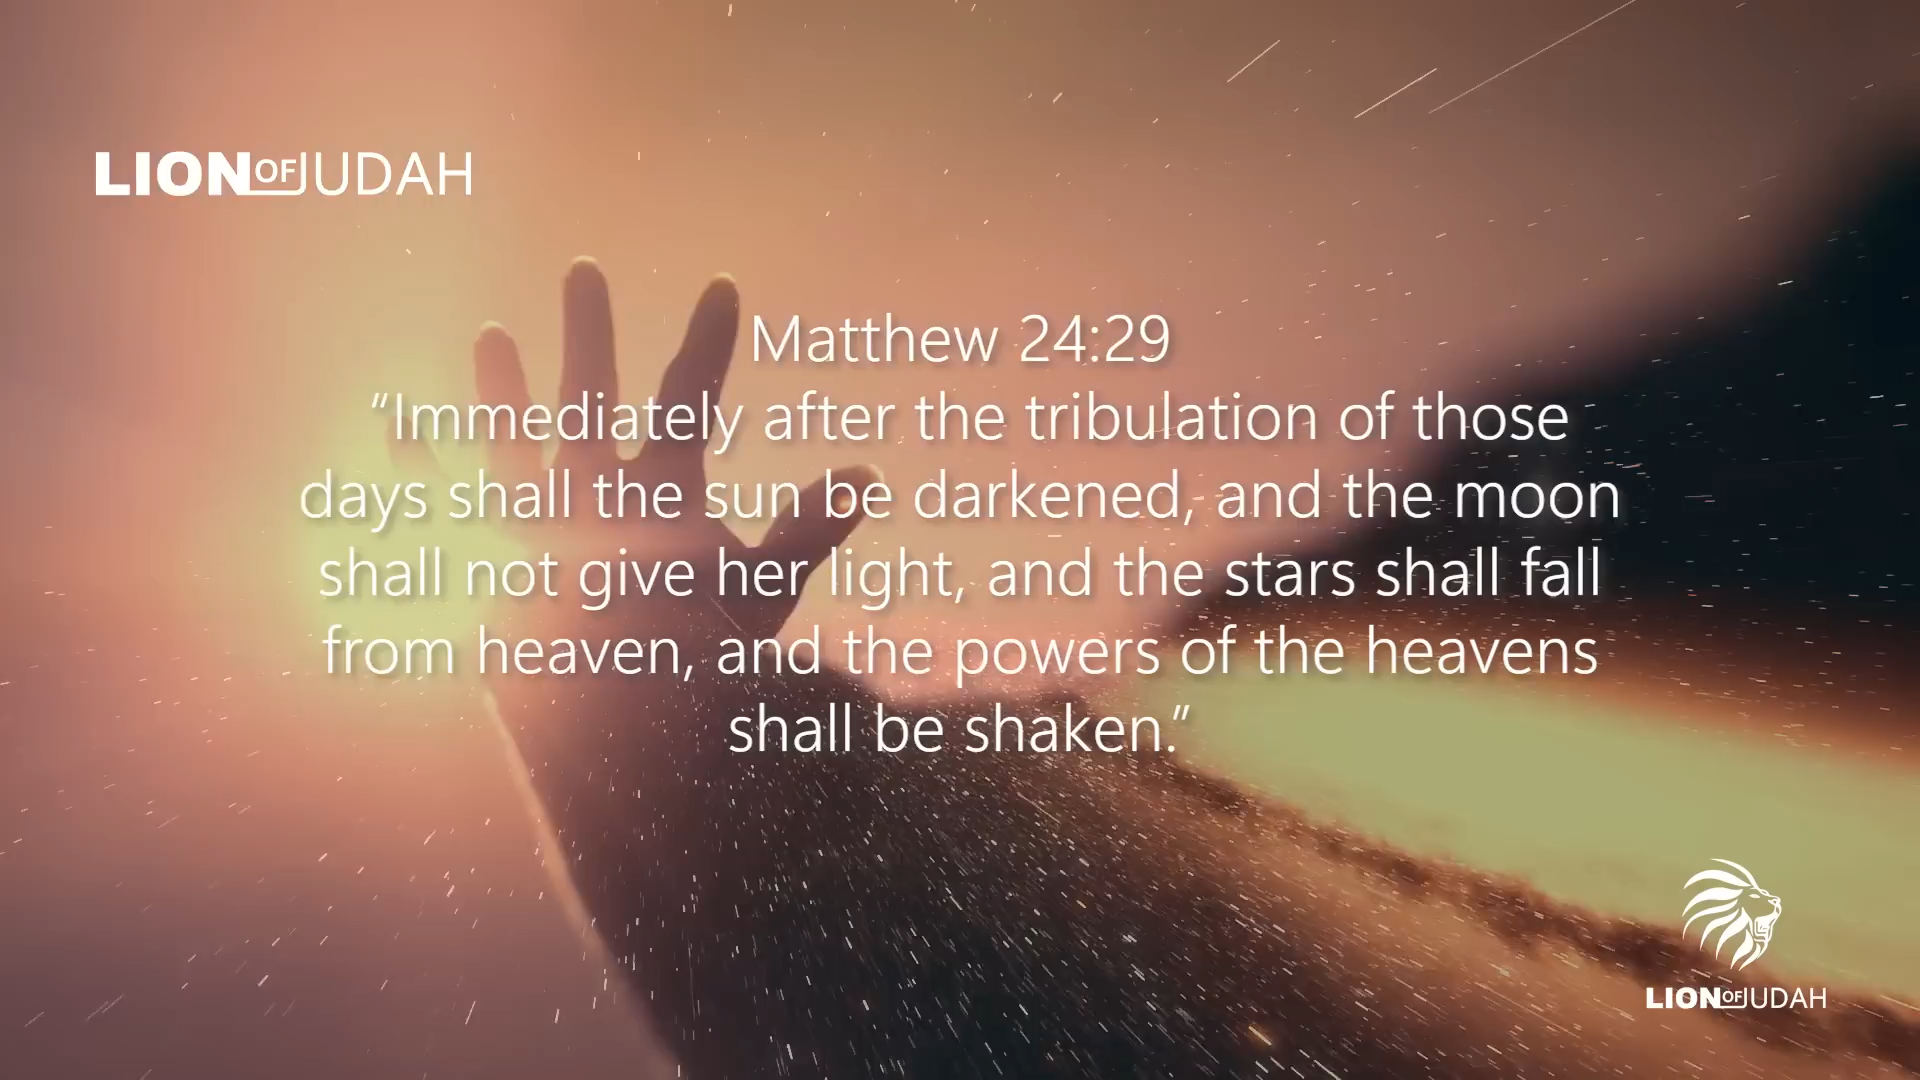 LION OF JUDAH
Matthew 24:29
“Immediately after the tribulation of those
days shall the sun be darkened, and the moon
shall not give her light, and the stars shall fall
from heaven, and the powers of the heavens
shall be shaken.”
LION OF JUDAH